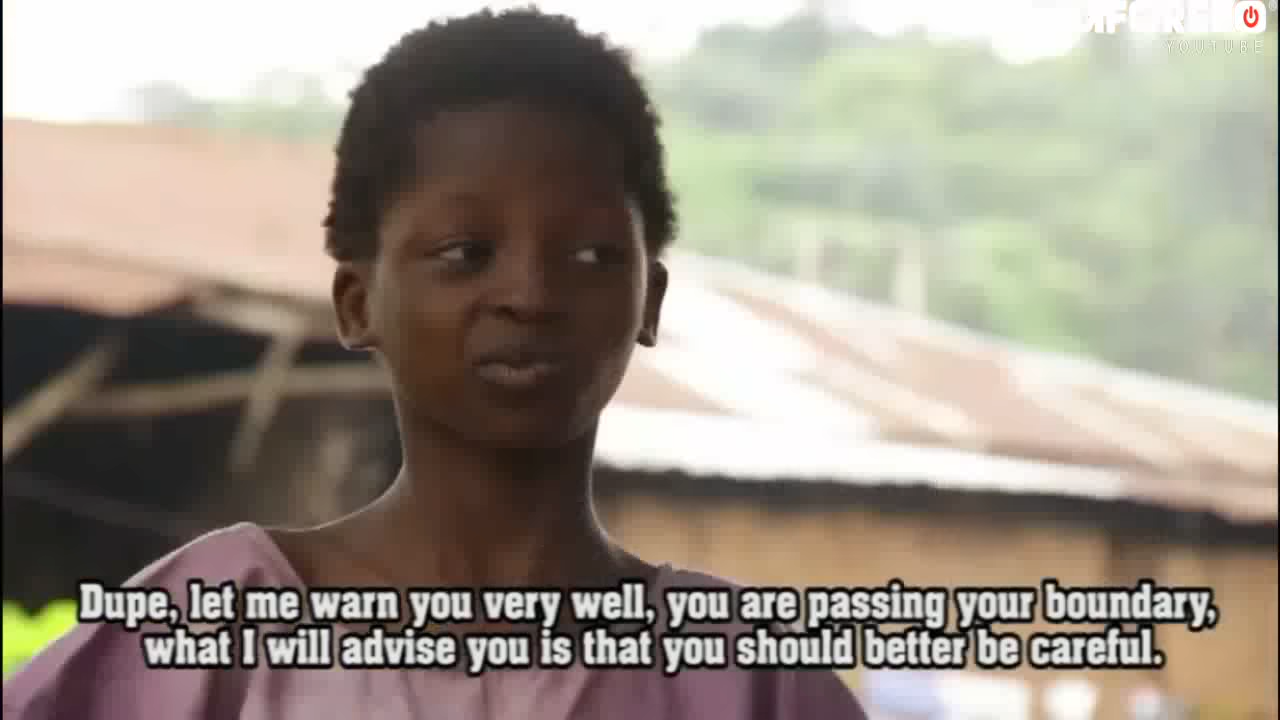 YOUTUBE
Dupe, let me warn you very well, you are passing your boundary,
what I will advise you is that you should better be careful.